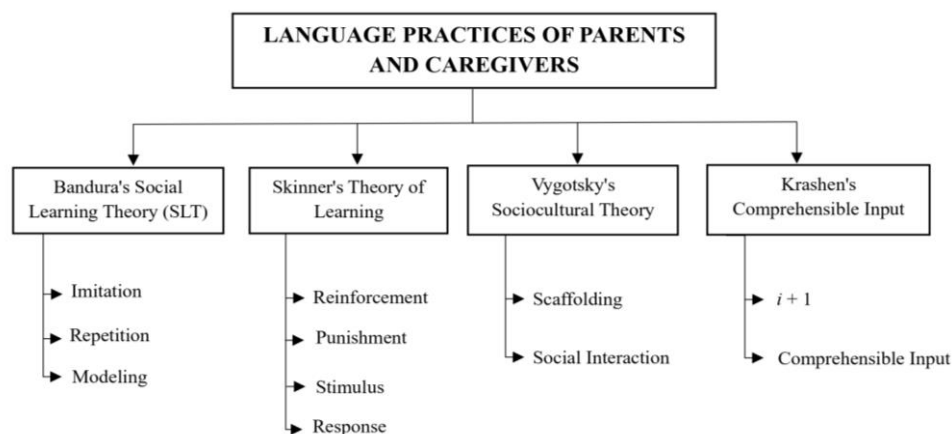 LANGUAGE PRACTICES OF PARENTS
AND CAREGIVERS
Bandura's Social
Learning Theory (SLT)
Imitation
Repetition
Modeling
Skinner's Theory of
Learning
Reinforcement
Punishment
Stimulus
Response
Vygotsky's
Sociocultural Theory
Scaffolding
Social Interaction
Krashen's
Comprehensible Input
i + 1
Comprehensible Input